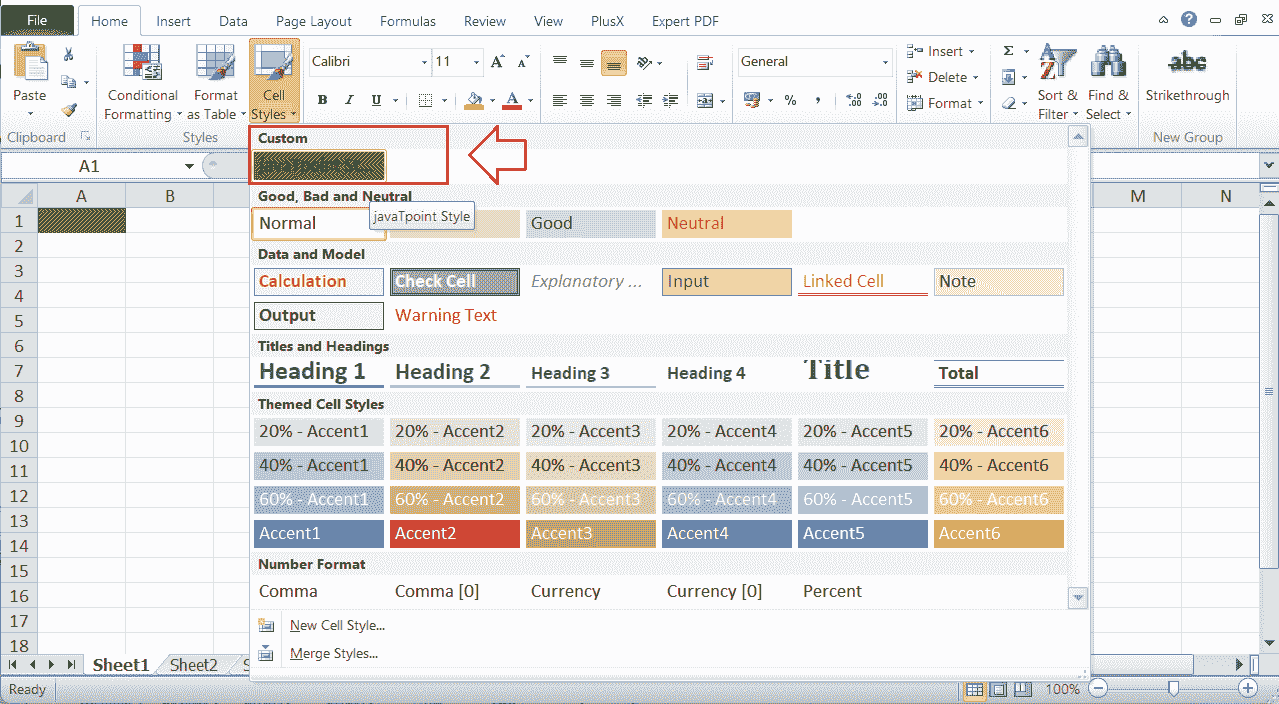 File Home Insert Data Page Layout Formulas Review View PlusX Expert PDF
Calibri 11 General Insert Σ
Paste Conditional Formatting Format as Table Cell Styles B I U % , Delete Format Sort & Filter Find & Select abc Strikethrough
Clipboard Styles New Group
A1
Custom
javaTpoint St...
Good, Bad and Neutral
javaTpoint Style
Normal Good Neutral
Data and Model
Calculation Check Cell Explanatory ... Input Linked Cell Note
Output Warning Text
Titles and Headings
Heading 1 Heading 2 Heading 3 Heading 4 Title Total
Themed Cell Styles
20% - Accent1 20% - Accent2 20% - Accent3 20% - Accent4 20% - Accent5 20% - Accent6
40% - Accent1 40% - Accent2 40% - Accent3 40% - Accent4 40% - Accent5 40% - Accent6
60% - Accent1 60% - Accent2 60% - Accent3 60% - Accent4 60% - Accent5 60% - Accent6
Accent1 Accent2 Accent3 Accent4 Accent5 Accent6
Number Format
Comma Comma [0] Currency Currency [0] Percent
New Cell Style...
Merge Styles...
A B M N
1
2
3
4
5
6
7
8
9
10
11
12
13
14
15
16
17
18
Sheet1 Sheet2 S
Ready 100%